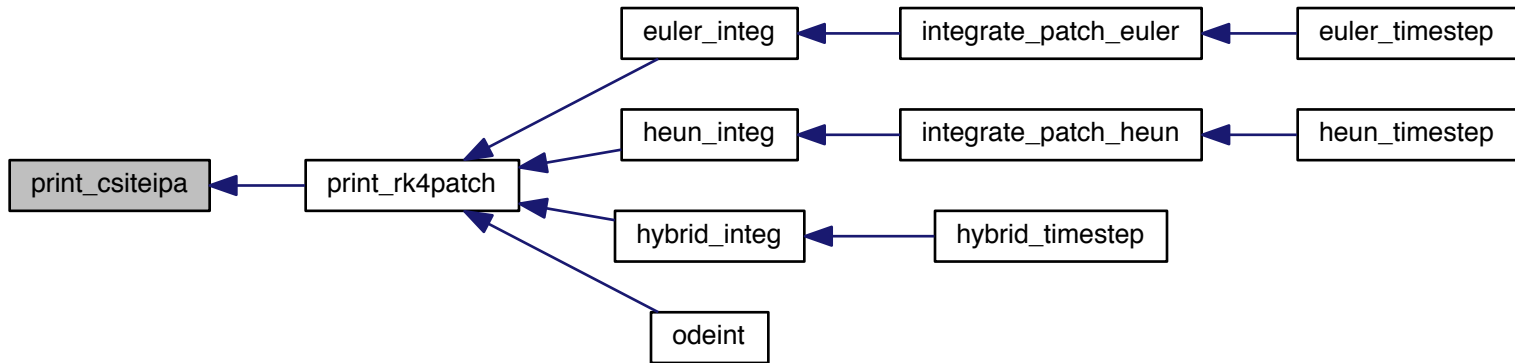 euler_integ
integrate_patch_euler
euler_timestep
heun_integ
integrate_patch_heun
heun_timestep
print_csiteipa
print_rk4patch
hybrid_integ
hybrid_timestep
odeint